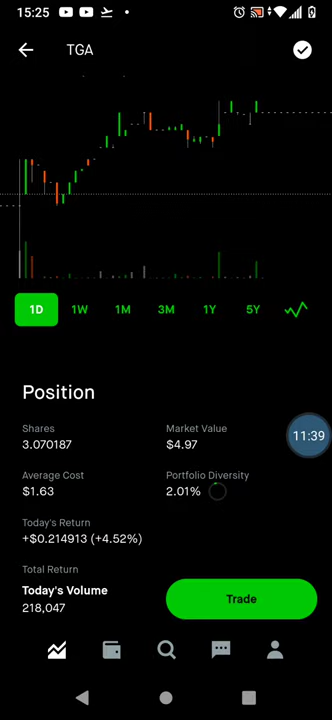 15:25
TGA
1D 1W 1M 3M 1Y 5Y
Position
Shares Market Value
3.070187 $4.97
11:39
Average Cost Portfolio Diversity
$1.63 2.01%
Today's Return
+$0.214913 (+4.52%)
Total Return
Today's Volume
218,047
Trade